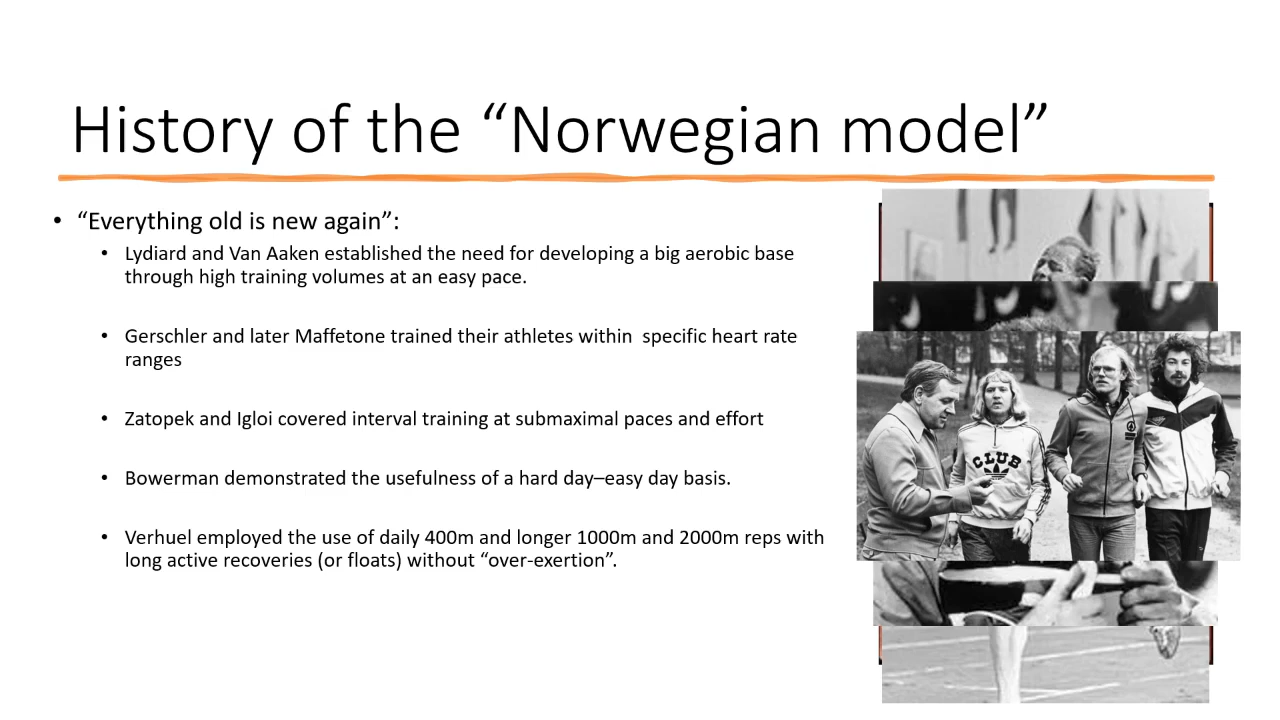 History of the “Norwegian model”
• “Everything old is new again”:
• Lydiard and Van Aaken established the need for developing a big aerobic base
through high training volumes at an easy pace.
• Gerschler and later Maffetone trained their athletes within  specific heart rate
ranges
• Zatopek and Igloi covered interval training at submaximal paces and effort
• Bowerman demonstrated the usefulness of a hard day–easy day basis.
• Verhuel employed the use of daily 400m and longer 1000m and 2000m reps with
long active recoveries (or floats) without “over-exertion”.
CLUB